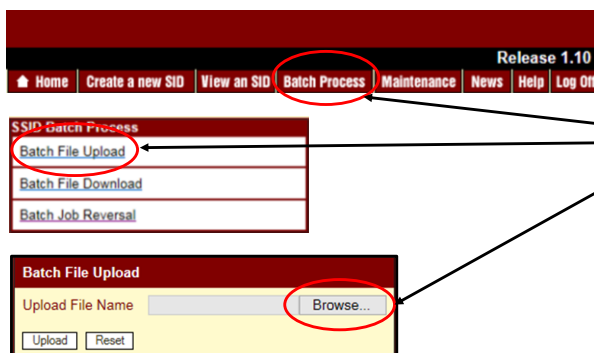 Release 1.10
Home Create a new SID View an SID Batch Process Maintenance News Help Log Off
SSID Batch Process
Batch File Upload
Batch File Download
Batch Job Reversal
Batch File Upload
Upload File Name Browse...
Upload Reset